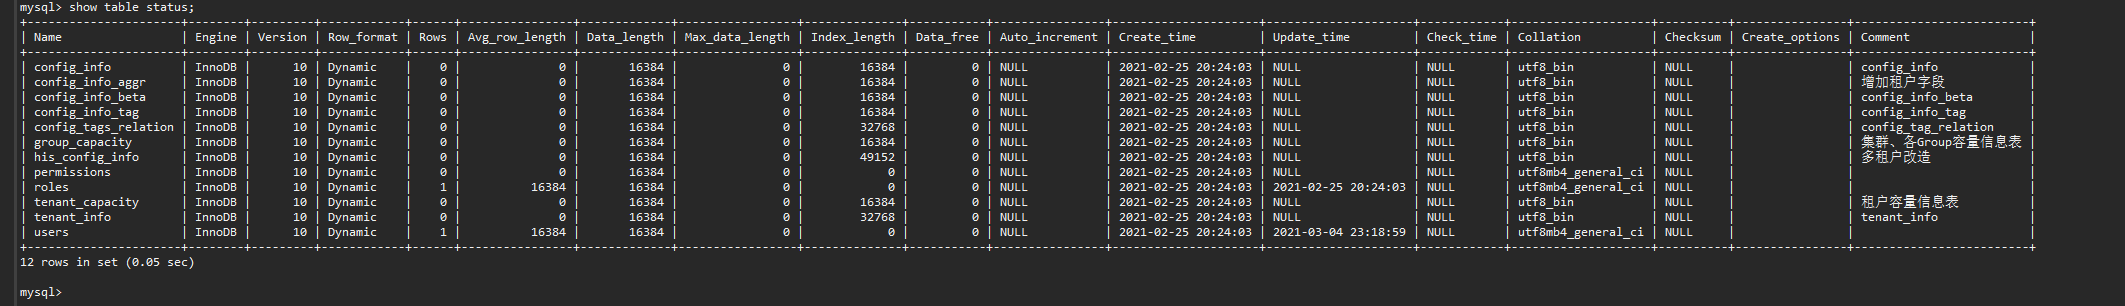 mysql> show table status;
+----------------------+--------+---------+------------+------+----------------+-------------+-----------------+--------------+-----------+----------------+---------------------+---------------------+------------+--------------------+----------+----------------+-------------------------+
| Name | Engine | Version | Row_format | Rows | Avg_row_length | Data_length | Max_data_length | Index_length | Data_free | Auto_increment | Create_time | Update_time | Check_time | Collation | Checksum | Create_options | Comment |
+----------------------+--------+---------+------------+------+----------------+-------------+-----------------+--------------+-----------+----------------+---------------------+---------------------+------------+--------------------+----------+----------------+-------------------------+
| config_info | InnoDB | 10 | Dynamic | 0 | 0 | 16384 | 0 | 16384 | 0 | NULL | 2021-02-25 20:24:03 | NULL | NULL | utf8_bin | NULL | | config_info |
| config_info_aggr | InnoDB | 10 | Dynamic | 0 | 0 | 16384 | 0 | 16384 | 0 | NULL | 2021-02-25 20:24:03 | NULL | NULL | utf8_bin | NULL | | 增加租户字段 |
| config_info_beta | InnoDB | 10 | Dynamic | 0 | 0 | 16384 | 0 | 16384 | 0 | NULL | 2021-02-25 20:24:03 | NULL | NULL | utf8_bin | NULL | | config_info_beta |
| config_info_tag | InnoDB | 10 | Dynamic | 0 | 0 | 16384 | 0 | 16384 | 0 | NULL | 2021-02-25 20:24:03 | NULL | NULL | utf8_bin | NULL | | config_info_tag |
| config_tags_relation | InnoDB | 10 | Dynamic | 0 | 0 | 16384 | 0 | 32768 | 0 | NULL | 2021-02-25 20:24:03 | NULL | NULL | utf8_bin | NULL | | config_tag_relation |
| group_capacity | InnoDB | 10 | Dynamic | 0 | 0 | 16384 | 0 | 16384 | 0 | NULL | 2021-02-25 20:24:03 | NULL | NULL | utf8_bin | NULL | | 集群、各Group容量信息表 |
| his_config_info | InnoDB | 10 | Dynamic | 0 | 0 | 16384 | 0 | 49152 | 0 | NULL | 2021-02-25 20:24:03 | NULL | NULL | utf8_bin | NULL | | 多租户改造 |
| permissions | InnoDB | 10 | Dynamic | 0 | 0 | 16384 | 0 | 0 | 0 | NULL | 2021-02-25 20:24:03 | NULL | NULL | utf8mb4_general_ci | NULL | | |
| roles | InnoDB | 10 | Dynamic | 1 | 16384 | 16384 | 0 | 0 | 0 | NULL | 2021-02-25 20:24:03 | 2021-02-25 20:24:03 | NULL | utf8mb4_general_ci | NULL | | |
| tenant_capacity | InnoDB | 10 | Dynamic | 0 | 0 | 16384 | 0 | 16384 | 0 | NULL | 2021-02-25 20:24:03 | NULL | NULL | utf8_bin | NULL | | 租户容量信息表 |
| tenant_info | InnoDB | 10 | Dynamic | 0 | 0 | 16384 | 0 | 32768 | 0 | NULL | 2021-02-25 20:24:03 | NULL | NULL | utf8_bin | NULL | | tenant_info |
| users | InnoDB | 10 | Dynamic | 1 | 16384 | 16384 | 0 | 0 | 0 | NULL | 2021-02-25 20:24:03 | 2021-03-04 23:18:59 | NULL | utf8mb4_general_ci | NULL | | |
+----------------------+--------+---------+------------+------+----------------+-------------+-----------------+--------------+-----------+----------------+---------------------+---------------------+------------+--------------------+----------+----------------+-------------------------+
12 rows in set (0.05 sec)
mysql>